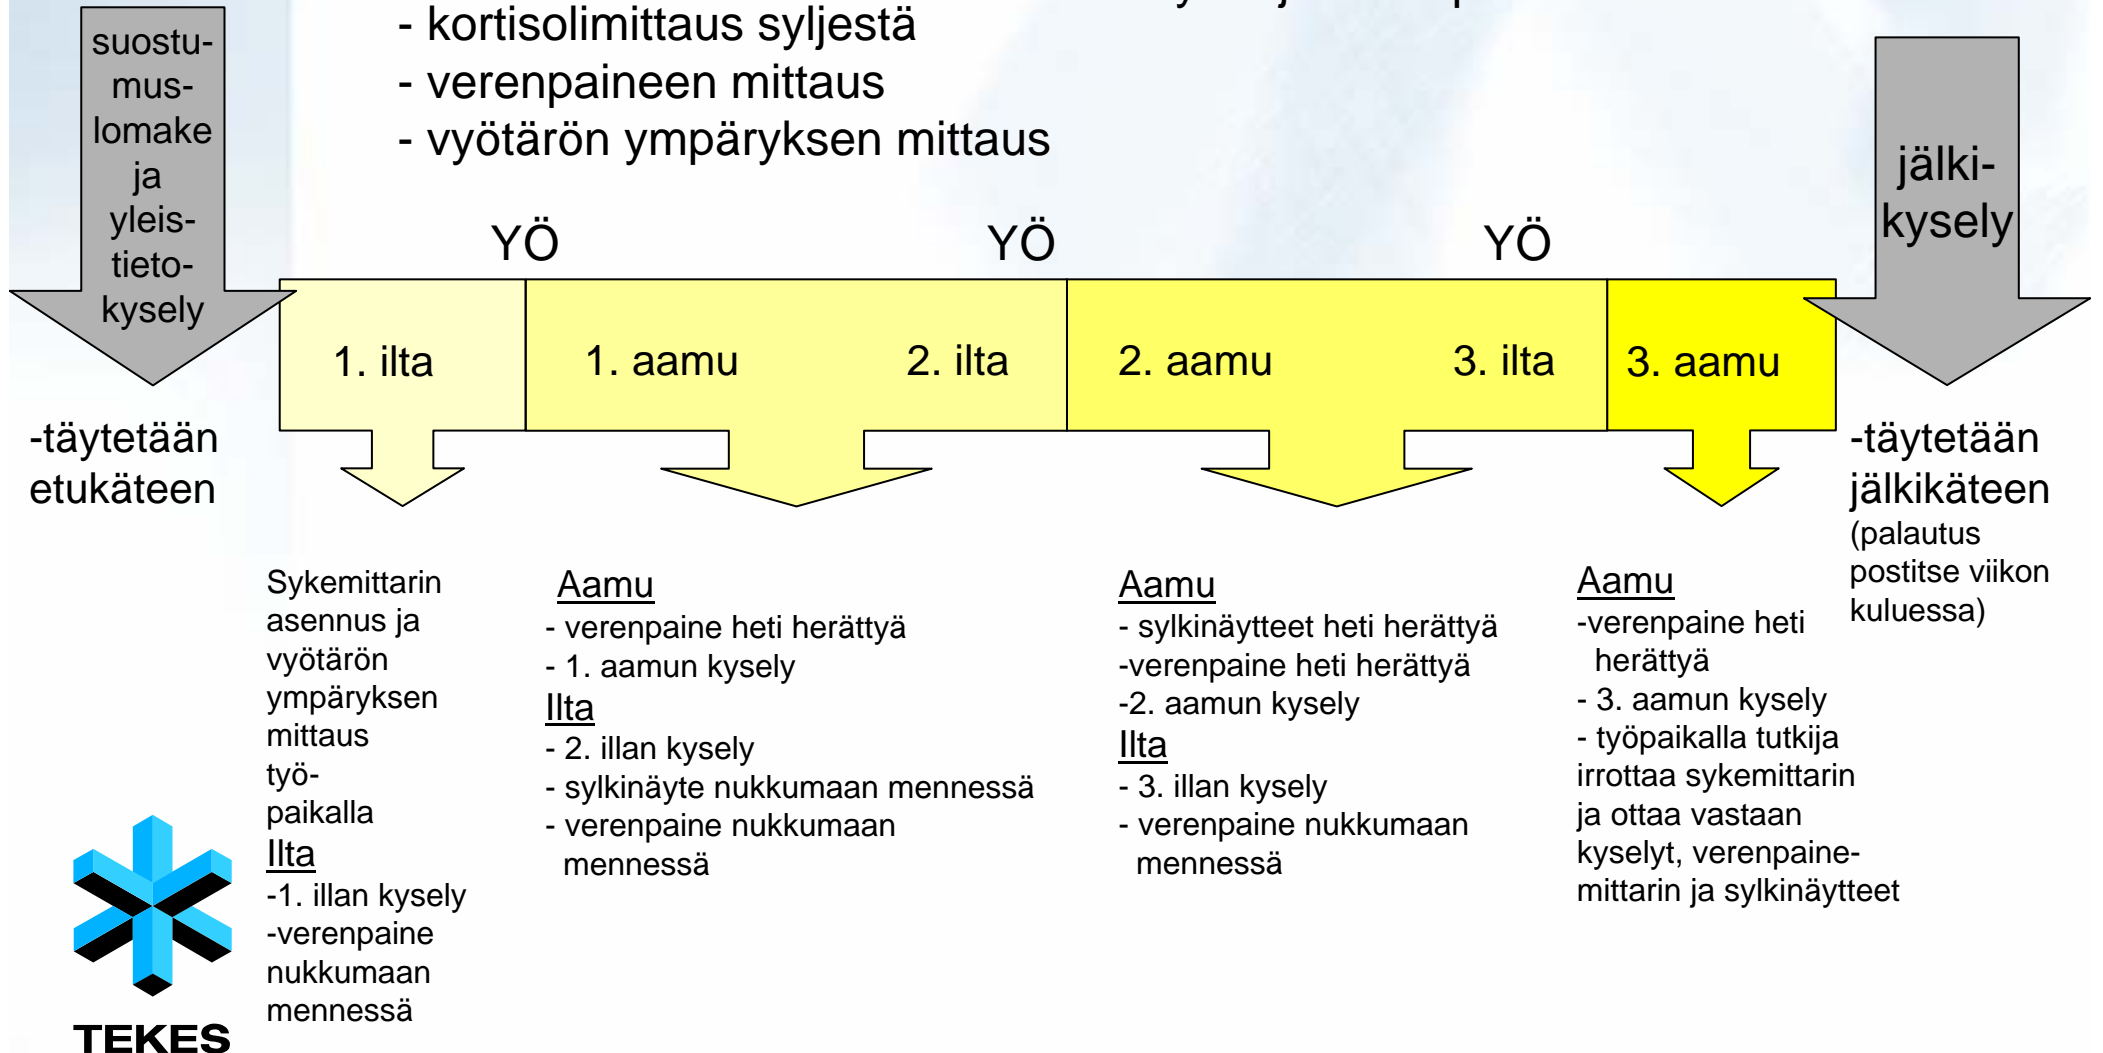 - kortisolimittaus syljestä
- verenpaineen mittaus
- vyötärön ympäryksen mittaus
suostu-
mus-
lomake
ja
yleis-
tieto-
kysely
-täytetään
etukäteen
jälki-
kysely
-täytetään
jälkikäteen
(palautus
postitse viikon
kuluessa)
YÖ YÖ YÖ
1. ilta 1. aamu 2. ilta 2. aamu 3. ilta 3. aamu
Sykemittarin
asennus ja
vyötärön
ympäryksen
mittaus
työ-
paikalla
Ilta
-1. illan kysely
-verenpaine
nukkumaan
mennessä
Aamu
- verenpaine heti herättyä
- 1. aamun kysely
Ilta
- 2. illan kysely
- sylkinäyte nukkumaan mennessä
- verenpaine nukkumaan
mennessä
Aamu
- sylkinäytteet heti herättyä
-verenpaine heti herättyä
-2. aamun kysely
Ilta
- 3. illan kysely
- verenpaine nukkumaan
mennessä
Aamu
-verenpaine heti
herättyä
- 3. aamun kysely
- työpaikalla tutkija
irrottaa sykemittarin
ja ottaa vastaan
kyselyt, verenpaine-
mittarin ja sylkinäytteet
TEKES